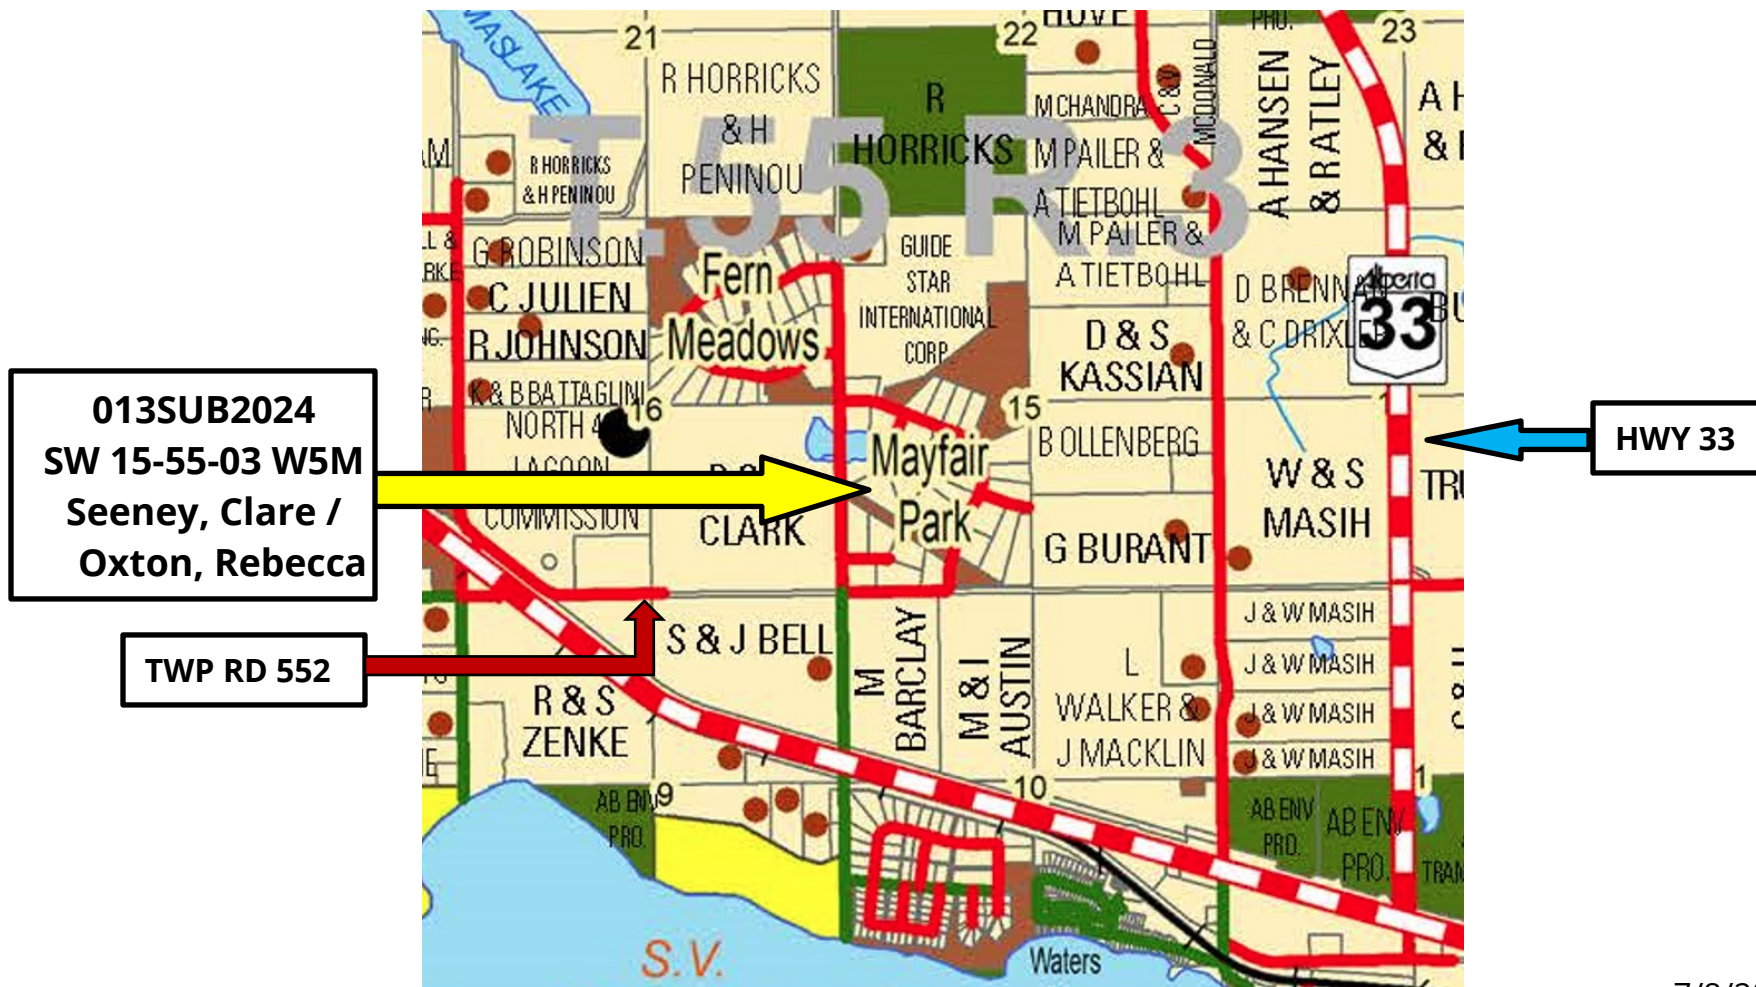 013SUB2024
SW 15-55-03 W5M
Seeney, Clare /
Oxton, Rebecca
TWP RD 552
HWY 33
T.55 R.3
MASLAKE
21
22
23
R HORRICKS
& H
PENINOU
R
HORRICKS
M CHANDRA
C & V
MCDONALD
M PAILER &
A TIETBOHL
M PAILER &
A TIETBOHL
A HANSEN
& RATLEY
PRO.
R HORRICKS
& H PENINOU
G ROBINSON
C JULIEN
R JOHNSON
K & B BATTAGLINI
Fern
Meadows
GUIDE
STAR
INTERNATIONAL
CORP.
D & S
KASSIAN
D BRENNAN
& C DRIXLER
Alberta
33
16
15
NORTH 4
LAGOON
COMMISSION
CLARK
Mayfair
Park
B OLLENBERG
G BURANT
W & S
MASIH
S & J BELL
M
BARCLAY
M & I
AUSTIN
L
WALKER &
J MACKLIN
J & W MASIH
J & W MASIH
J & W MASIH
J & W MASIH
R & S
ZENKE
9
10
AB ENV
PRO.
AB ENV
PRO.
AB ENV
PRO.
S.V.
Waters